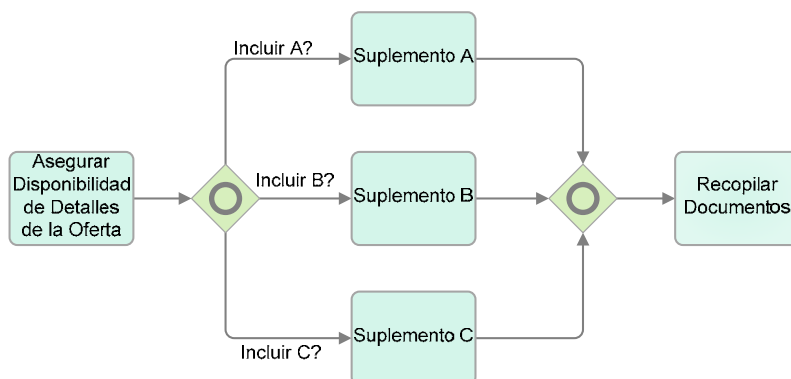 Incluir A?
Suplemento A
Asegurar
Disponibilidad
de Detalles
de la Oferta
Incluir B?
Suplemento B
Recopilar
Documentos
Incluir C?
Suplemento C